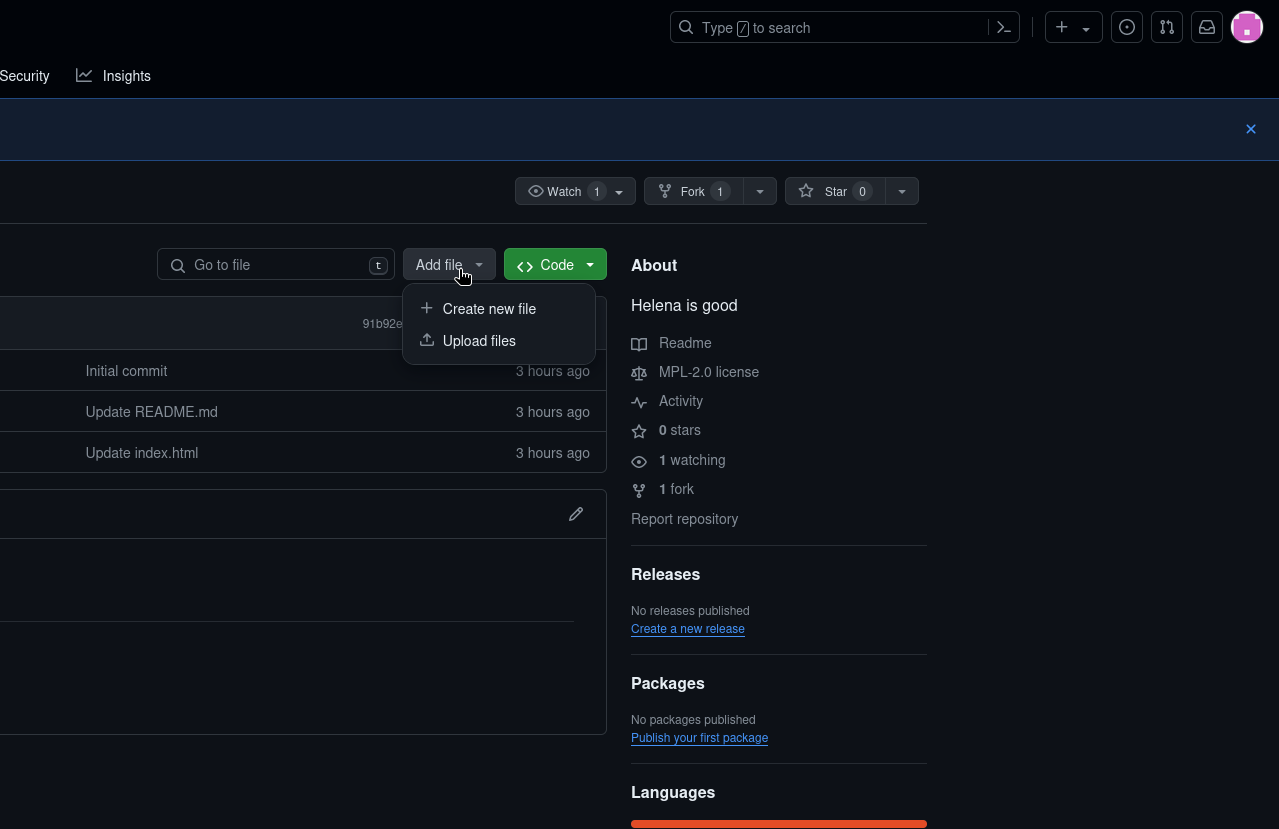 Type / to search
Security
Insights
Watch 1
Fork 1
Star 0
Go to file
t
Add file
Code
Create new file
Upload files
91b92e
Initial commit
3 hours ago
Update README.md
3 hours ago
Update index.html
3 hours ago
About
Helena is good
Readme
MPL-2.0 license
Activity
0 stars
1 watching
1 fork
Report repository
Releases
No releases published
Create a new release
Packages
No packages published
Publish your first package
Languages